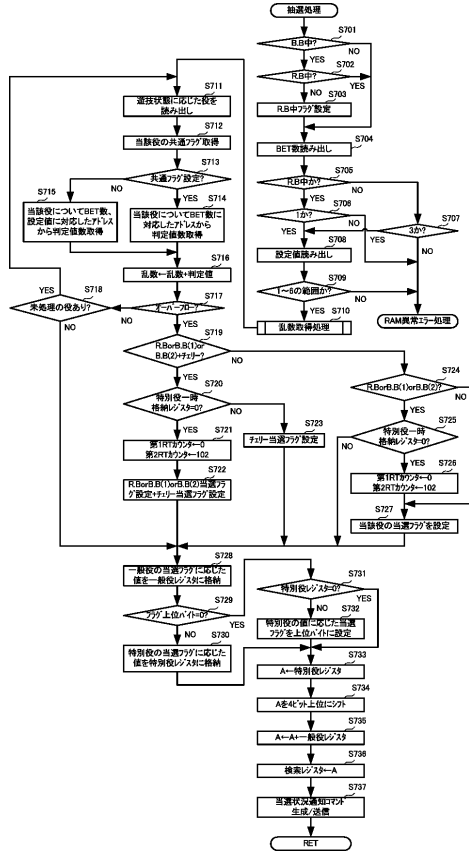 抽選処理
S701
B.B中?
NO
YES
S702
R.B中?
YES
NO
S703
R.B中フラグ設定
S704
BET数読み出し
S705
R.B中か?
NO
YES
S706
1か?
NO
YES
S707
3か?
YES
NO
S708
設定値読み出し
S709
1～6の範囲か?
NO
YES
S710
乱数取得処理
RAM異常エラー処理
S711
遊技状態に応じた役を
読み出し
S712
当該役の共通フラグ取得
S713
共通フラグ設定?
NO
YES
S715
当該役についてBET数、
設定値に対応したアドレス
から判定値数取得
S714
当該役についてBET数に
対応したアドレスから
判定値数取得
S716
乱数←乱数+判定値
S717
オーバーフロー?
NO
YES
S718
未処理の役あり?
YES
NO
S719
R.BorB.B(1)or
B.B(2)+チェリー?
NO
YES
S720
特別役一時
格納レジスタ=0?
NO
YES
S721
第1RTカウンタ←0
第2RTカウンタ←102
S722
R.BorB.B(1)orB.B(2)当選フラ
グ設定+チェリー当選フラグ設定
S723
チェリー当選フラグ設定
S724
R.BorB.B(1)orB.B(2)?
NO
YES
S725
特別役一時
格納レジスタ=0?
NO
YES
S726
第1RTカウンタ←0
第2RTカウンタ←102
S727
当該役の当選フラグを設定
S728
一般役の当選フラグに応じた
値を一般役レジスタに格納
S729
フラグ上位バイト=0?
YES
NO
S730
特別役の当選フラグに応じた
値を特別役レジスタに格納
S731
特別役レジスタ=0?
YES
NO
S732
特別役の値に応じた当選
フラグを上位バイトに設定
S733
A←特別役レジスタ
S734
Aを4ビット上位にシフト
S735
A←A+一般役レジスタ
S736
検索レジスタ←A
S737
当選状況通知コマンド
生成/送信
RET